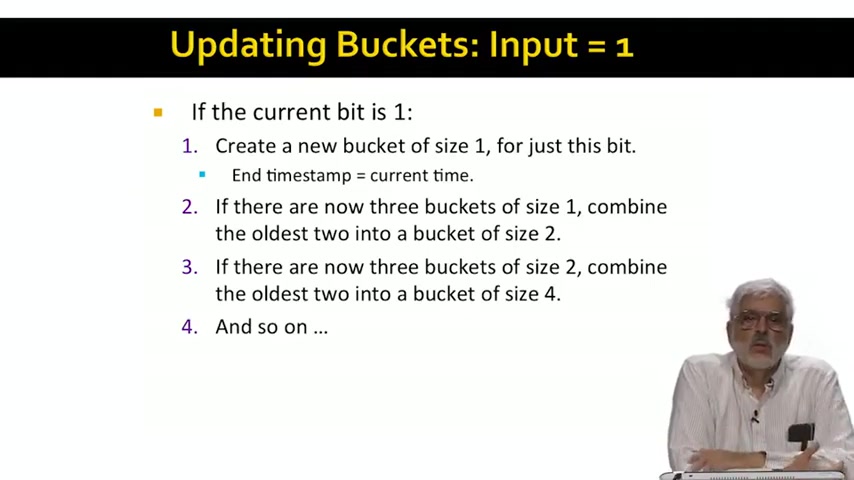 Updating Buckets: Input = 1
If the current bit is 1:
1. Create a new bucket of size 1, for just this bit.
End timestamp = current time.
2. If there are now three buckets of size 1, combine
the oldest two into a bucket of size 2.
3. If there are now three buckets of size 2, combine
the oldest two into a bucket of size 4.
4. And so on ...